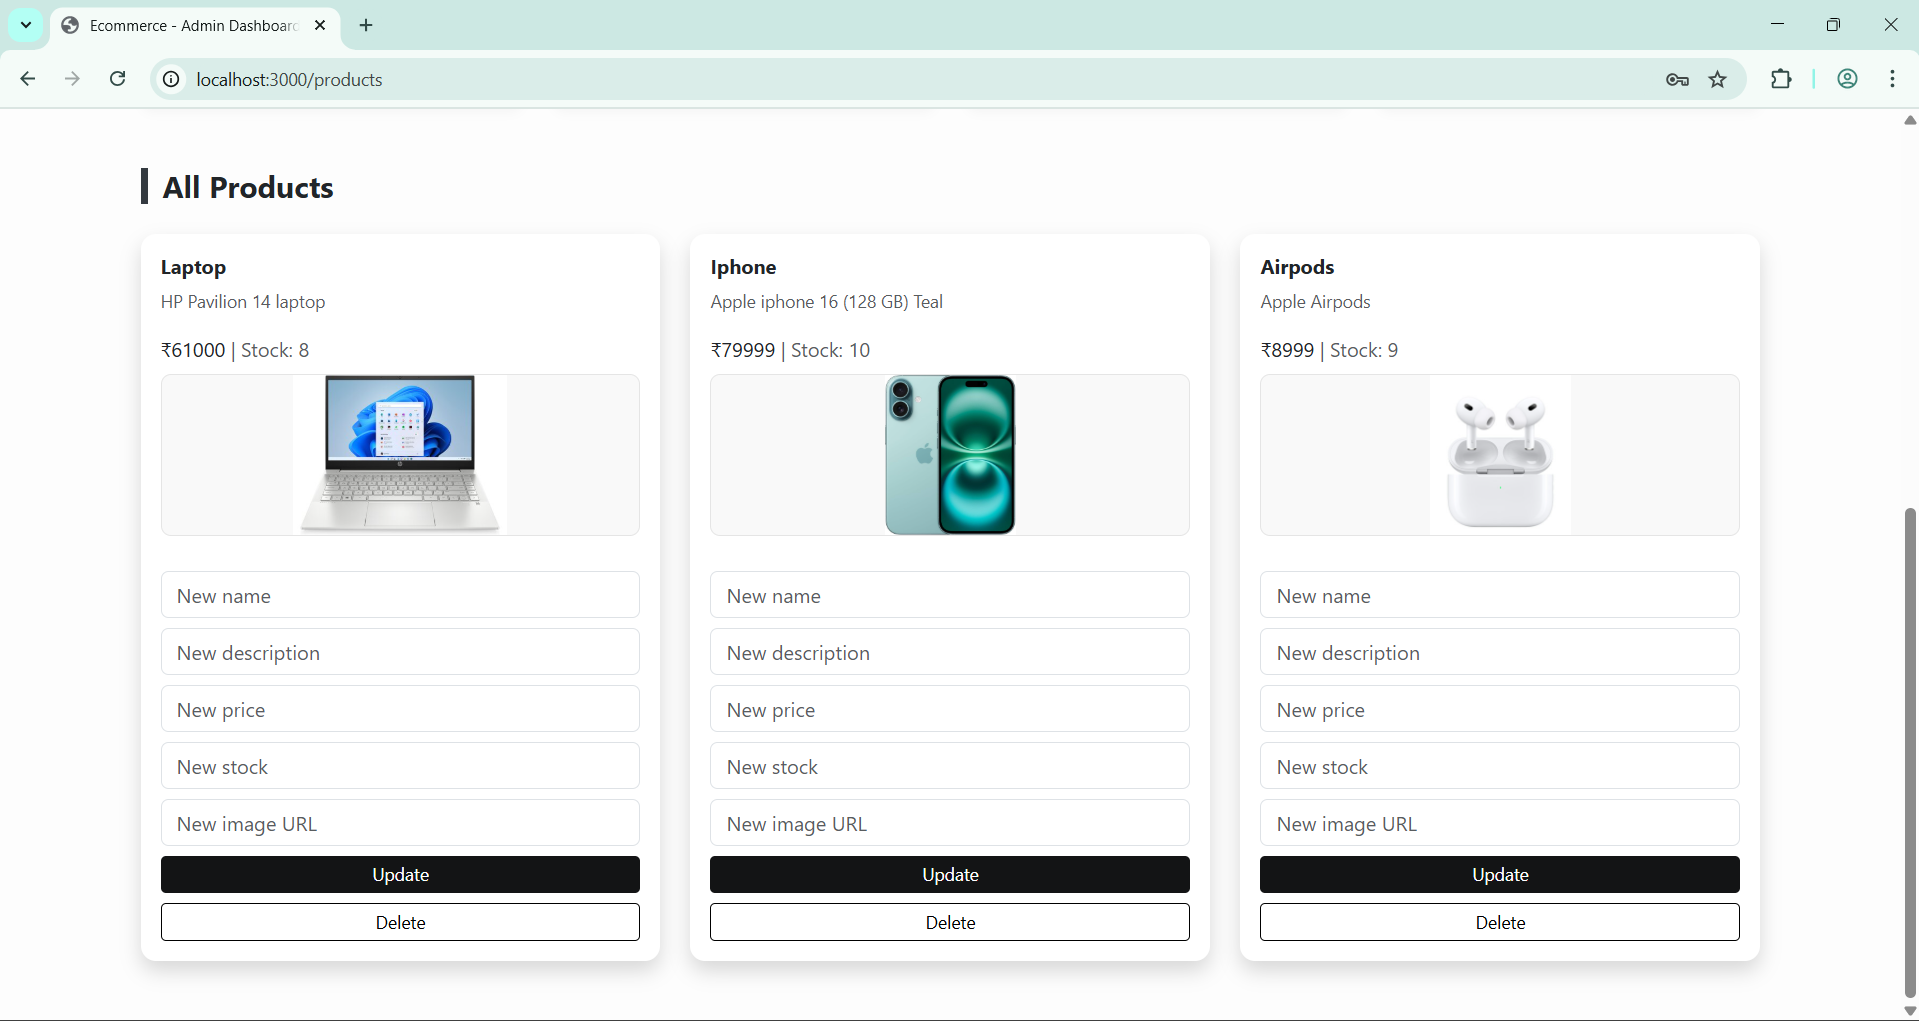 Ecommerce - Admin Dashboard
localhost:3000/products
All Products
Laptop
HP Pavilion 14 laptop
₹61000 | Stock: 8
New name
New description
New price
New stock
New image URL
Update
Delete
Iphone
Apple iphone 16 (128 GB) Teal
₹79999 | Stock: 10
New name
New description
New price
New stock
New image URL
Update
Delete
Airpods
Apple Airpods
₹8999 | Stock: 9
New name
New description
New price
New stock
New image URL
Update
Delete